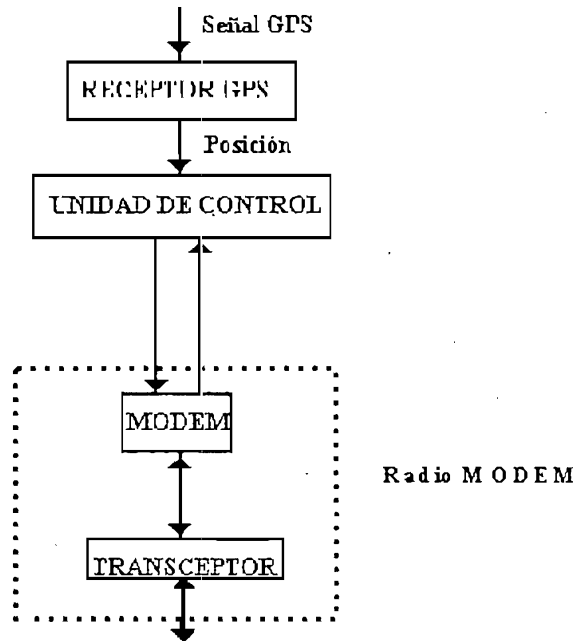 Señal GPS
RECEPTOR GPS
Posición
UNIDAD DE CONTROL
MODEM
Radio MODEM
TRANSCEPTOR